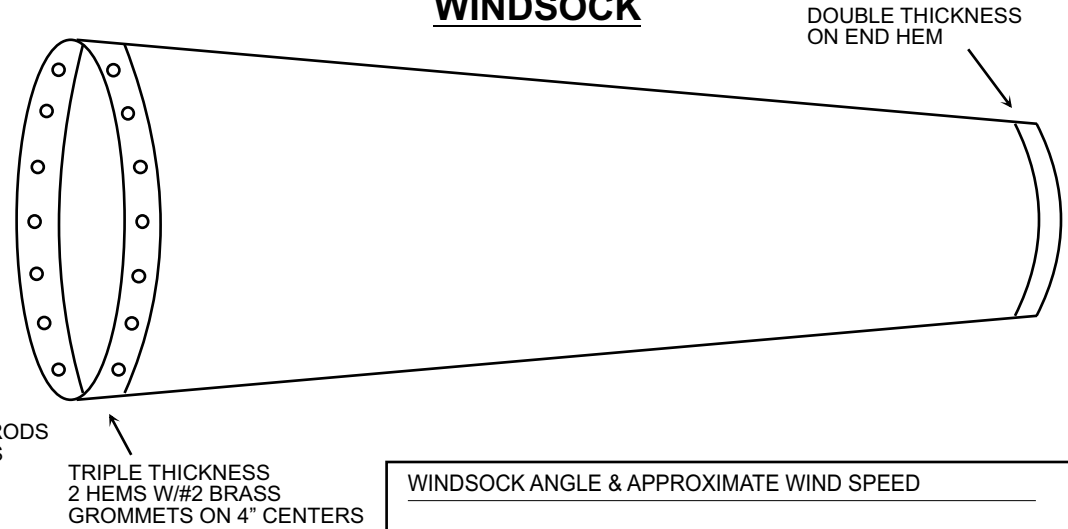 WINDSOCK
DOUBLE THICKNESS
ON END HEM
TRIPLE THICKNESS
2 HEMS W/#2 BRASS
GROMMETS ON 4” CENTERS
WINDSOCK ANGLE & APPROXIMATE WIND SPEED